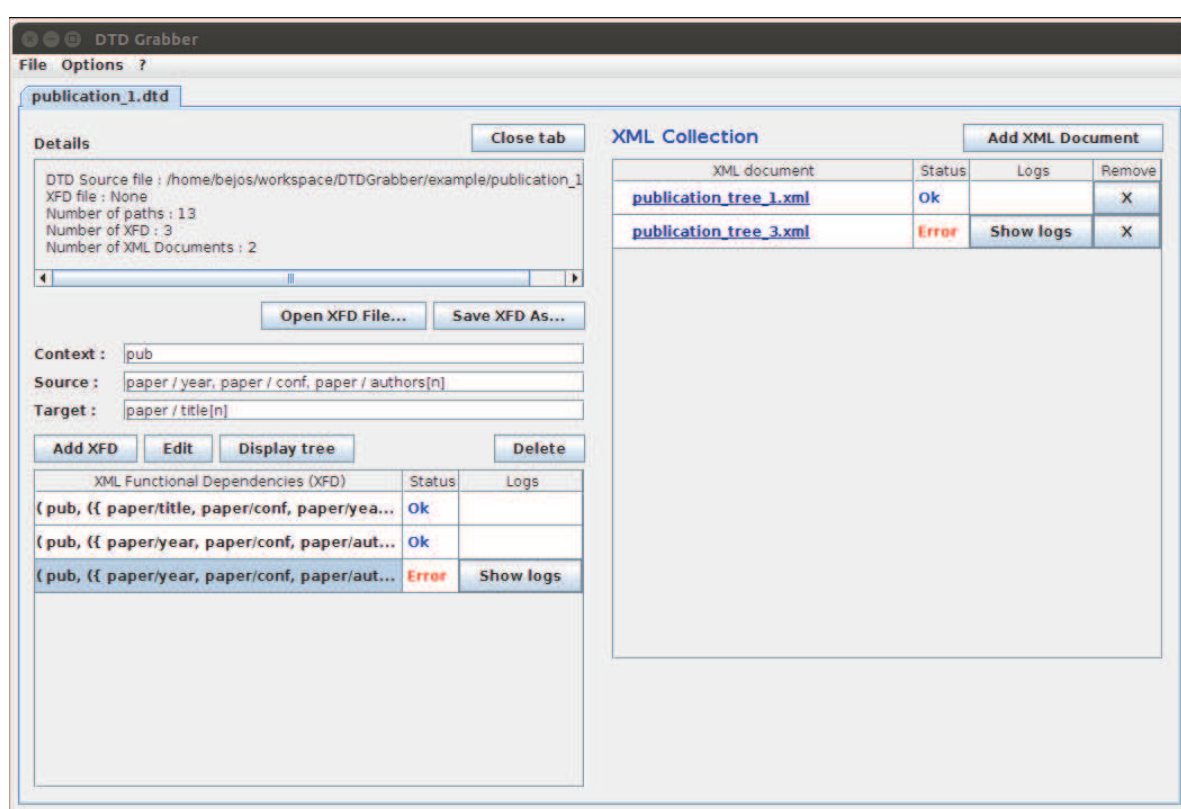 DTD Grabber
File Options ?
publication_1.dtd
Details
Close tab
DTD Source file : /home/bejos/workspace/DTDGrabber/example/publication_1
XFD file : None
Number of paths : 13
Number of XFD : 3
Number of XML Documents : 2
Open XFD File...
Save XFD As...
Context : pub
Source : paper / year, paper / conf, paper / authors[n]
Target : paper / title[n]
Add XFD
Edit
Display tree
Delete
XML Functional Dependencies (XFD) Status Logs
( pub, ({ paper/title, paper/conf, paper/yea... Ok
( pub, ({ paper/year, paper/conf, paper/aut... Ok
( pub, ({ paper/year, paper/conf, paper/aut... Error Show logs
XML Collection
Add XML Document
XML document Status Logs Remove
publication_tree_1.xml Ok X
publication_tree_3.xml Error Show logs X